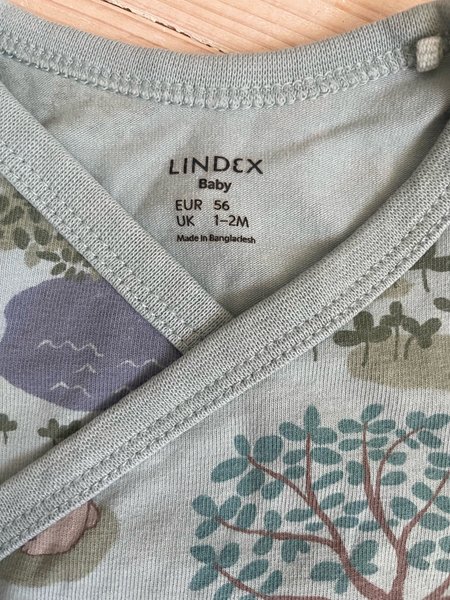 LINDEX
Baby
EUR 56
UK 1-2M
Made in Bangladesh